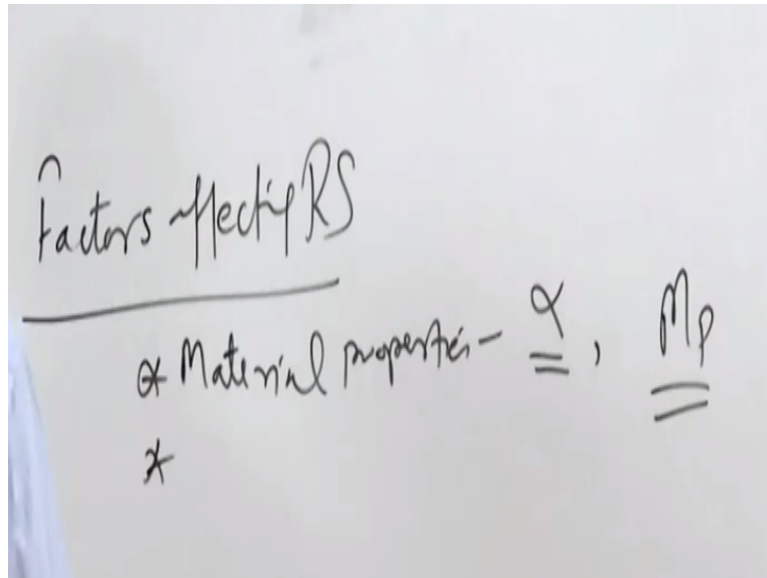 Factors affecting RS
* Material properties - α, Mp
*